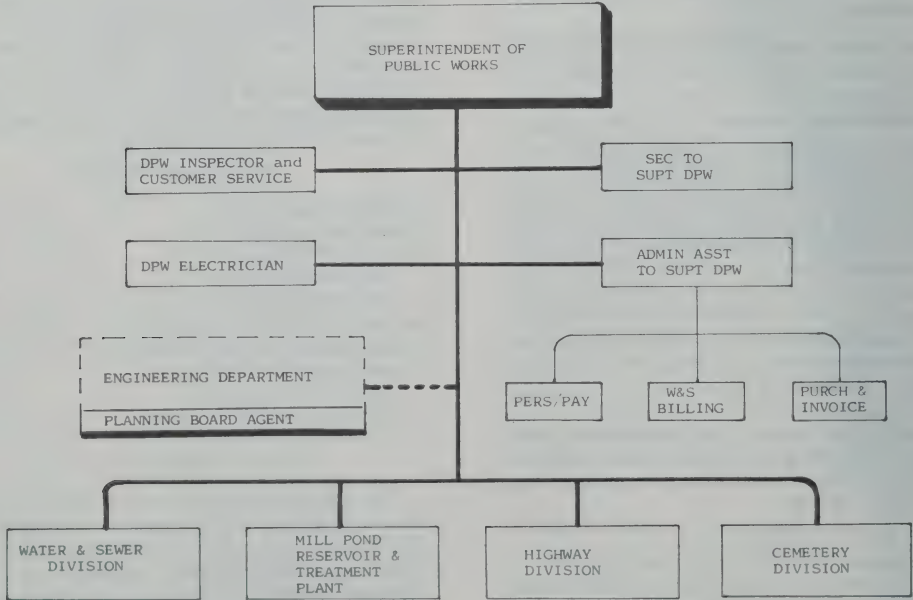 SUPERINTENDENT OF
PUBLIC WORKS
DPW INSPECTOR and
CUSTOMER SERVICE
SEC TO
SUPT DPW
DPW ELECTRICIAN
ADMIN ASST
TO SUPT DPW
ENGINEERING DEPARTMENT
PLANNING BOARD AGENT
PERS/PAY
W&S
BILLING
PURCH &
INVOICE
WATER & SEWER
DIVISION
MILL POND
RESERVOIR &
TREATMENT
PLANT
HIGHWAY
DIVISION
CEMETERY
DIVISION